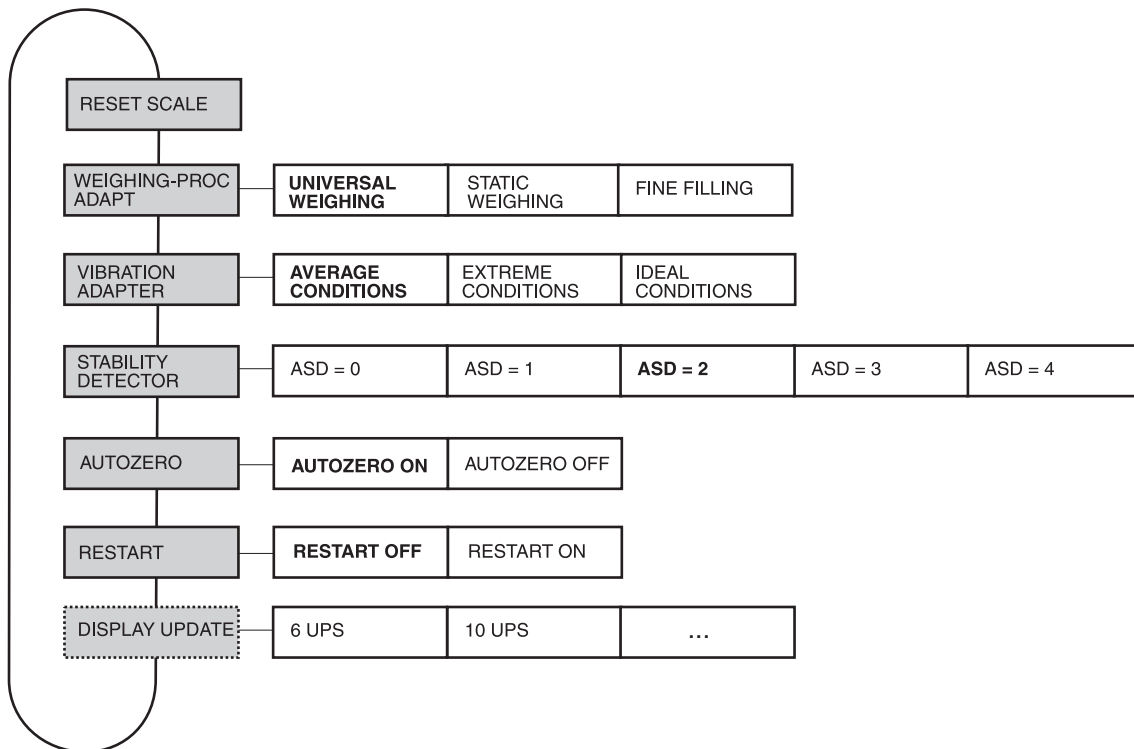 RESET SCALE
WEIGHING-PROC
ADAPT
UNIVERSAL
WEIGHING
STATIC
WEIGHING
FINE FILLING
VIBRATION
ADAPTER
AVERAGE
CONDITIONS
EXTREME
CONDITIONS
IDEAL
CONDITIONS
STABILITY
DETECTOR
ASD = 0
ASD = 1
ASD = 2
ASD = 3
ASD = 4
AUTOZERO
AUTOZERO ON
AUTOZERO OFF
RESTART
RESTART OFF
RESTART ON
DISPLAY UPDATE
6 UPS
10 UPS
...